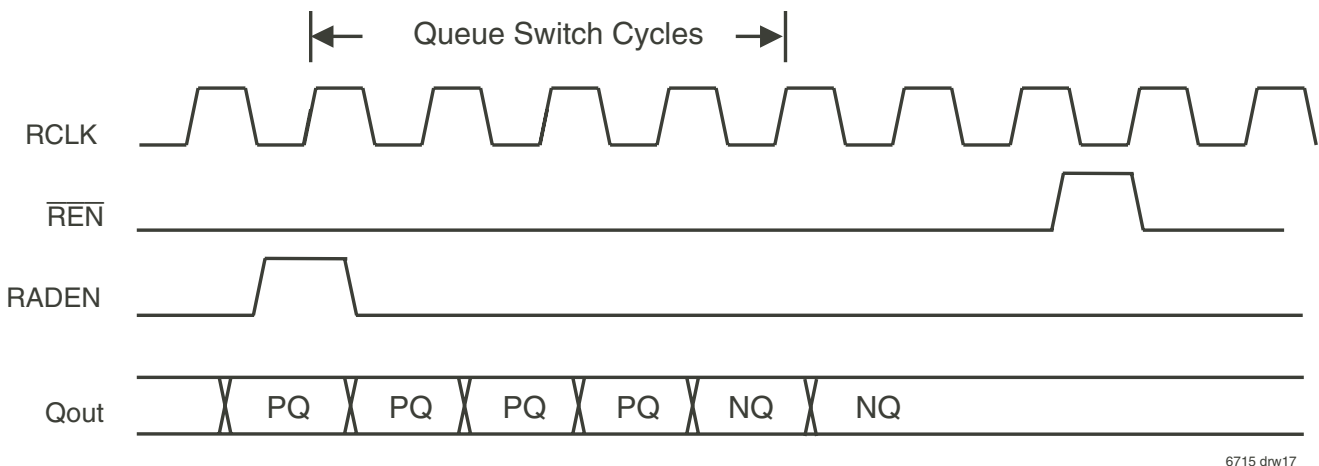 Queue Switch Cycles
RCLK
REN
RADEN
Qout PQ PQ PQ PQ NQ NQ
6715 drw17